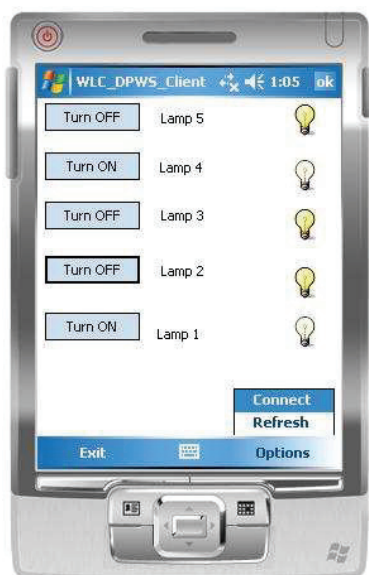 WLC_DPWS_Client 1:05 ok
Turn OFF Lamp 5
Turn ON Lamp 4
Turn OFF Lamp 3
Turn OFF Lamp 2
Turn ON Lamp 1
Connect
Refresh
Exit Options